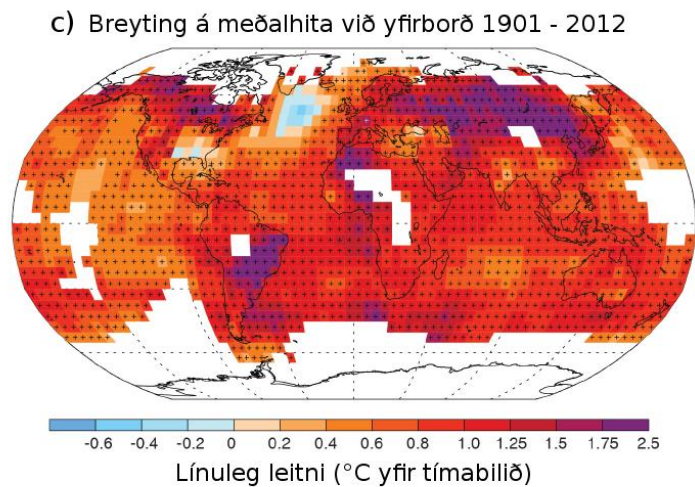 c) Breyting á meðalhita við yfirborð 1901 - 2012
-0.6 -0.4 -0.2 0 0.2 0.4 0.6 0.8 1.0 1.25 1.5 1.75 2.5
Línuleg leitni (°C yfir tímabilið)